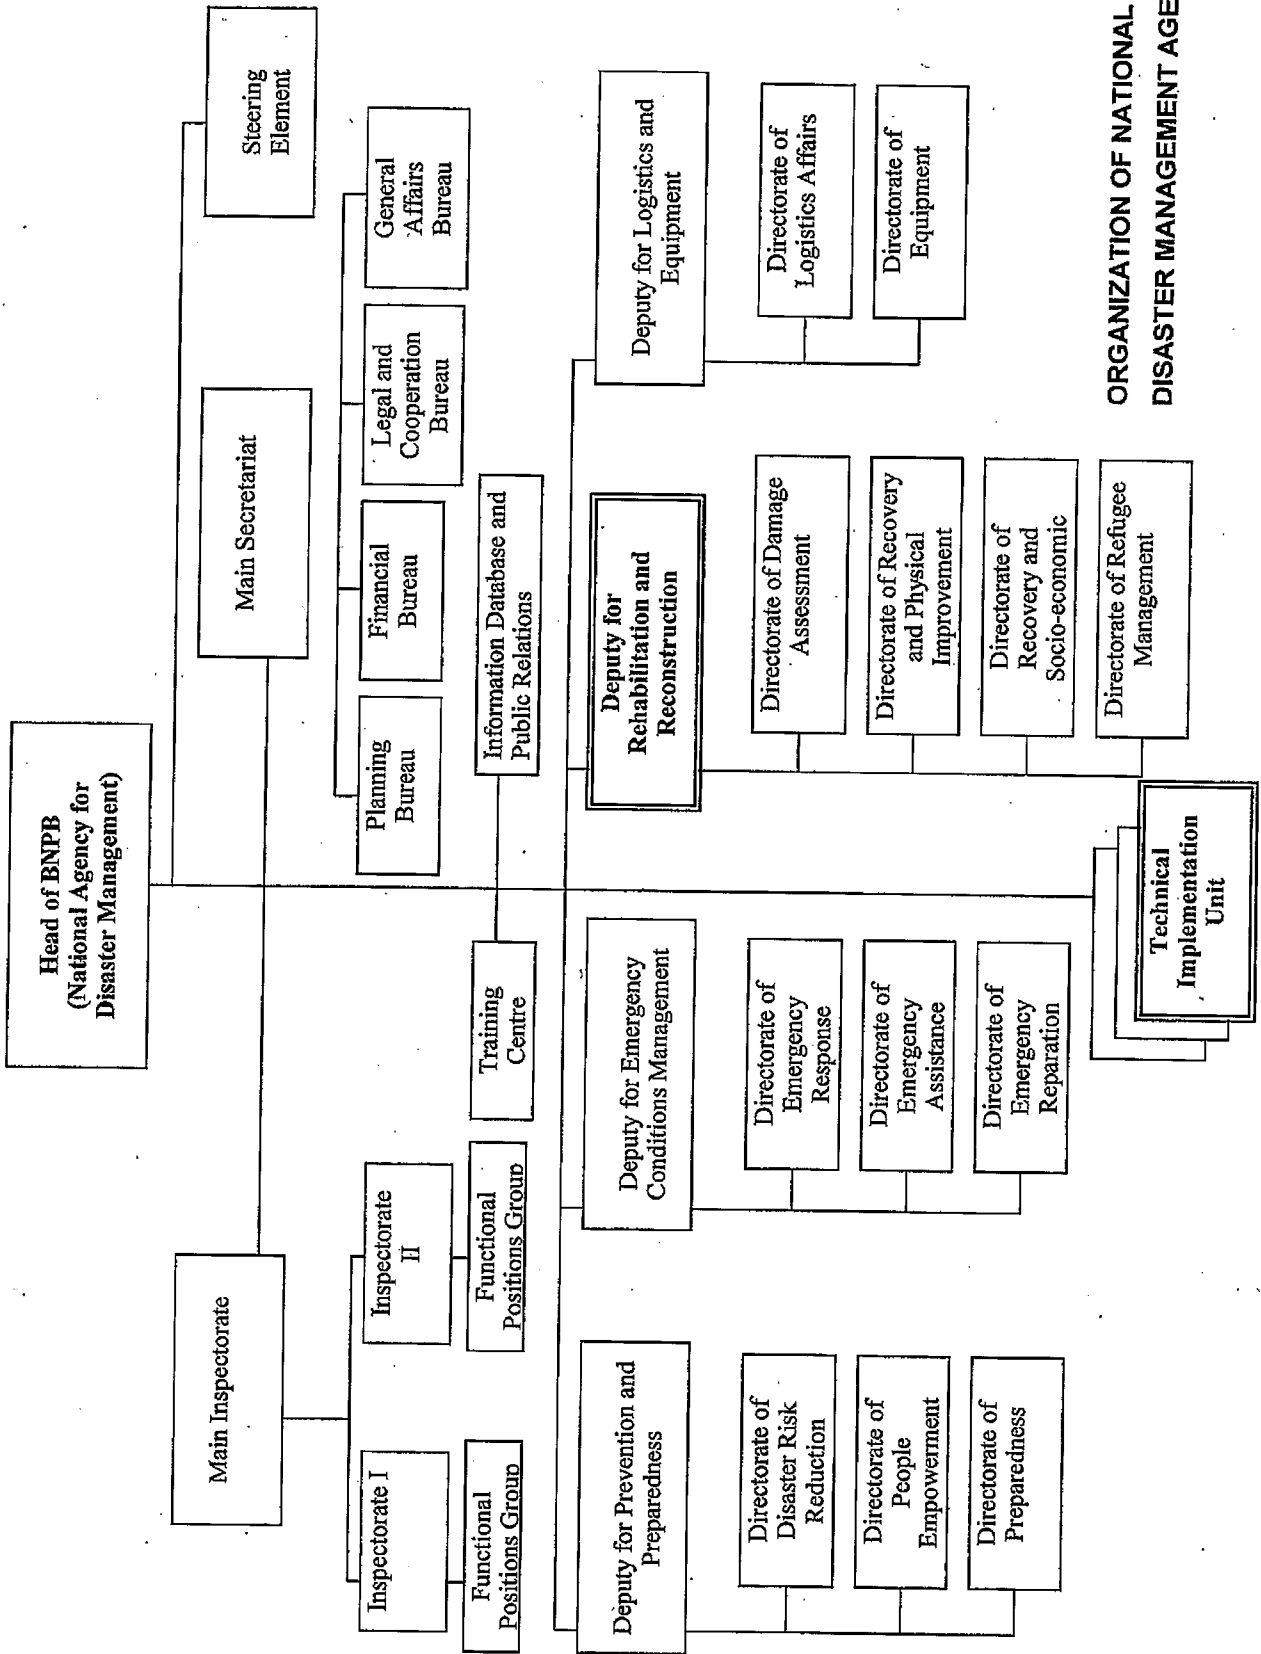 Head of BNPB
(National Agency for
Disaster Management)
Steering
Element
Main Inspectorate
Main Secretariat
Inspectorate I
Inspectorate
II
Planning
Bureau
Financial
Bureau
Legal and
Cooperation
Bureau
General
Affairs
Bureau
Functional
Positions Group
Functional
Positions Group
Training
Centre
Information Database and
Public Relations
Deputy for Prevention and
Preparedness
Deputy for Emergency
Conditions Management
Deputy for
Rehabilitation and
Reconstruction
Deputy for Logistics and
Equipment
Directorate of
Disaster Risk
Reduction
Directorate of
People
Empowerment
Directorate of
Preparedness
Directorate of
Emergency
Response
Directorate of
Emergency
Assistance
Directorate of
Emergency
Reparation
Directorate of Damage
Assessment
Directorate of Recovery
and Physical
Improvement
Directorate of
Recovery and
Socio-economic
Directorate of Refugee
Management
Directorate of
Logistics Affairs
Directorate of
Equipment
Technical
Implementation
Unit
ORGANIZATION OF NATIONAL
DISASTER MANAGEMENT AGE